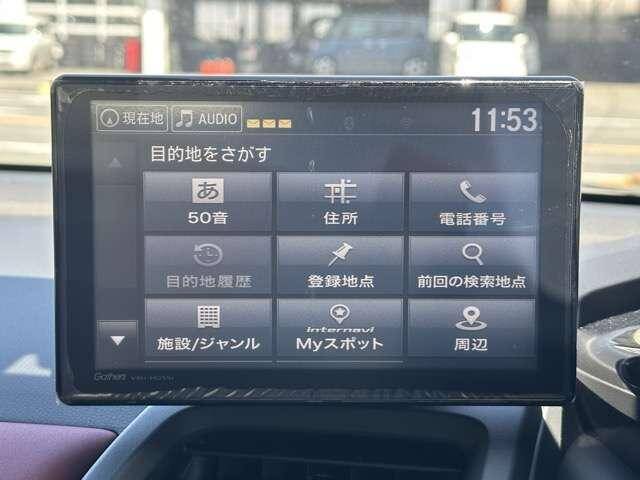 現在地 AUDIO 11:53
目的地をさがす
あ
50音 住所 電話番号
目的地履歴 登録地点 前回の検索地点
internavi
施設/ジャンル Myスポット 周辺
Gathers